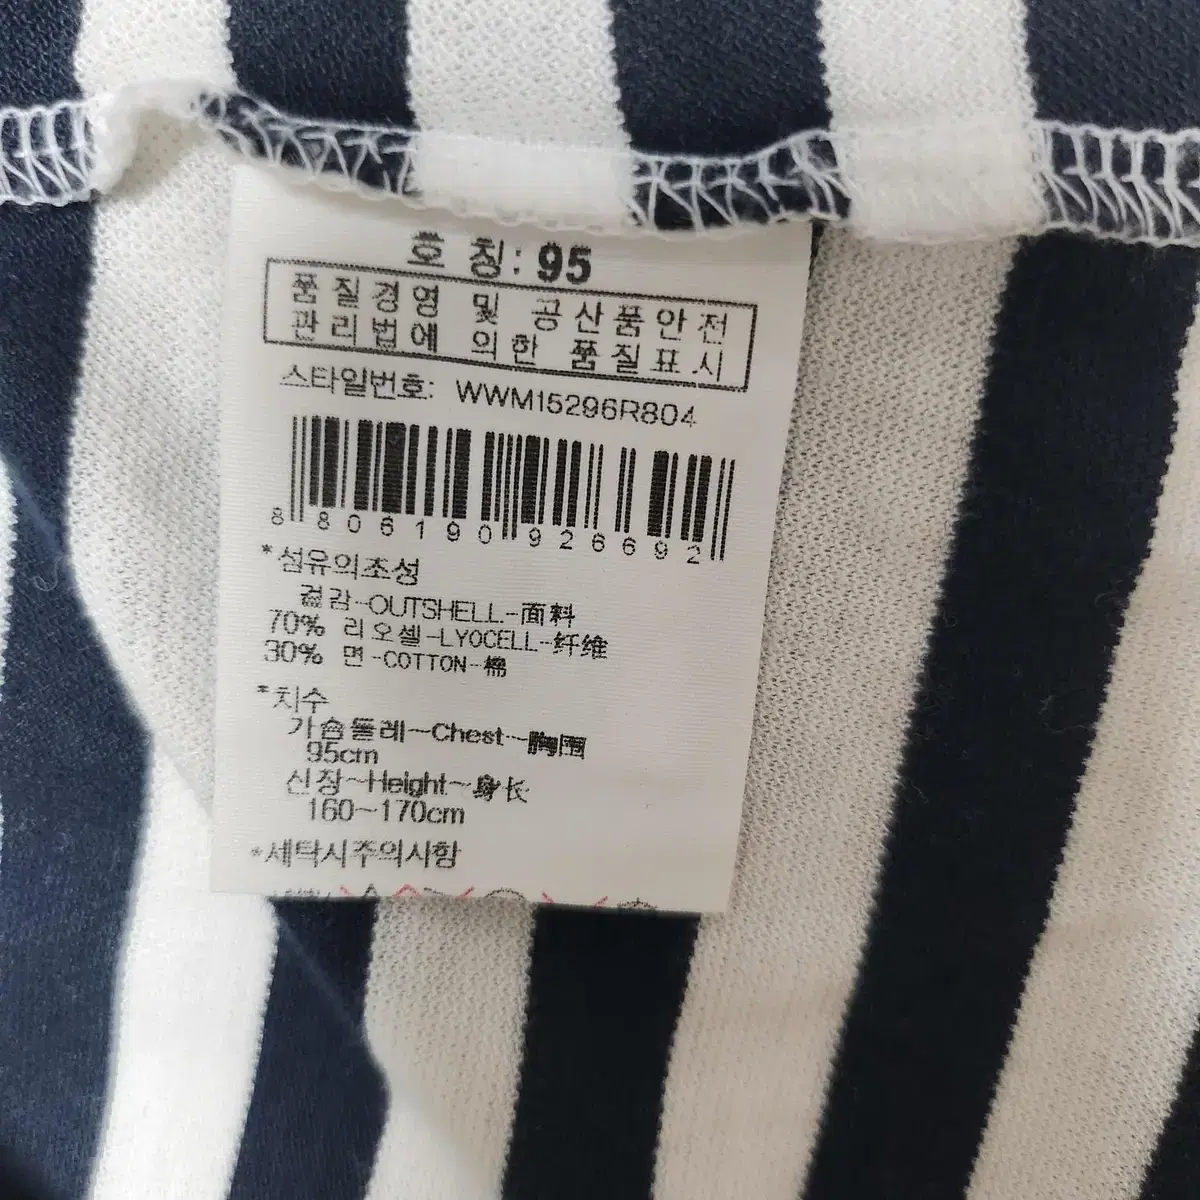 호 칭: 95
품질경영 및 공산품안전
관리법에 의한 품질표시
스타일번호: WWM15296R804
8 806190 926692
*섬유의조성
겉감-OUTSHELL-面料
70% 리오셀-LYOCELL-纤维
30% 면-COTTON-棉
*치수
가슴둘레~Chest~胸围
95cm
신장~Height~身长
160~170cm
*세탁시주의사항